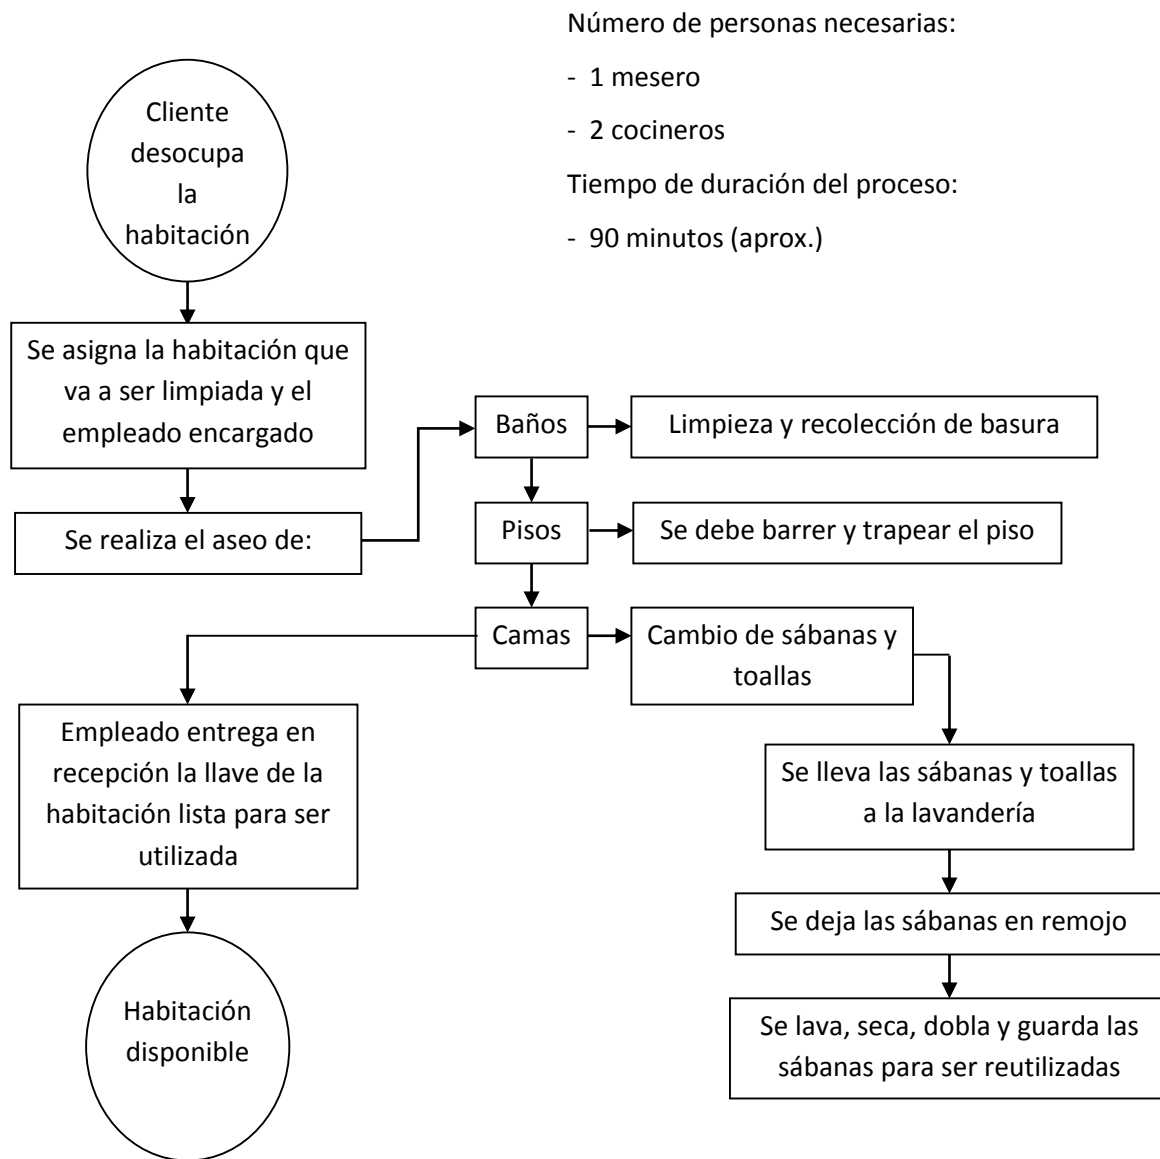 Número de personas necesarias:
- 1 mesero
- 2 cocineros
Tiempo de duración del proceso:
- 90 minutos (aprox.)
Cliente
desocupa
la
habitación
Se asigna la habitación que
va a ser limpiada y el
empleado encargado
Se realiza el aseo de:
Baños
Limpieza y recolección de basura
Pisos
Se debe barrer y trapear el piso
Camas
Cambio de sábanas y
toallas
Empleado entrega en
recepción la llave de la
habitación lista para ser
utilizada
Habitación
disponible
Se lleva las sábanas y toallas
a la lavandería
Se deja las sábanas en remojo
Se lava, seca, dobla y guarda las
sábanas para ser reutilizadas